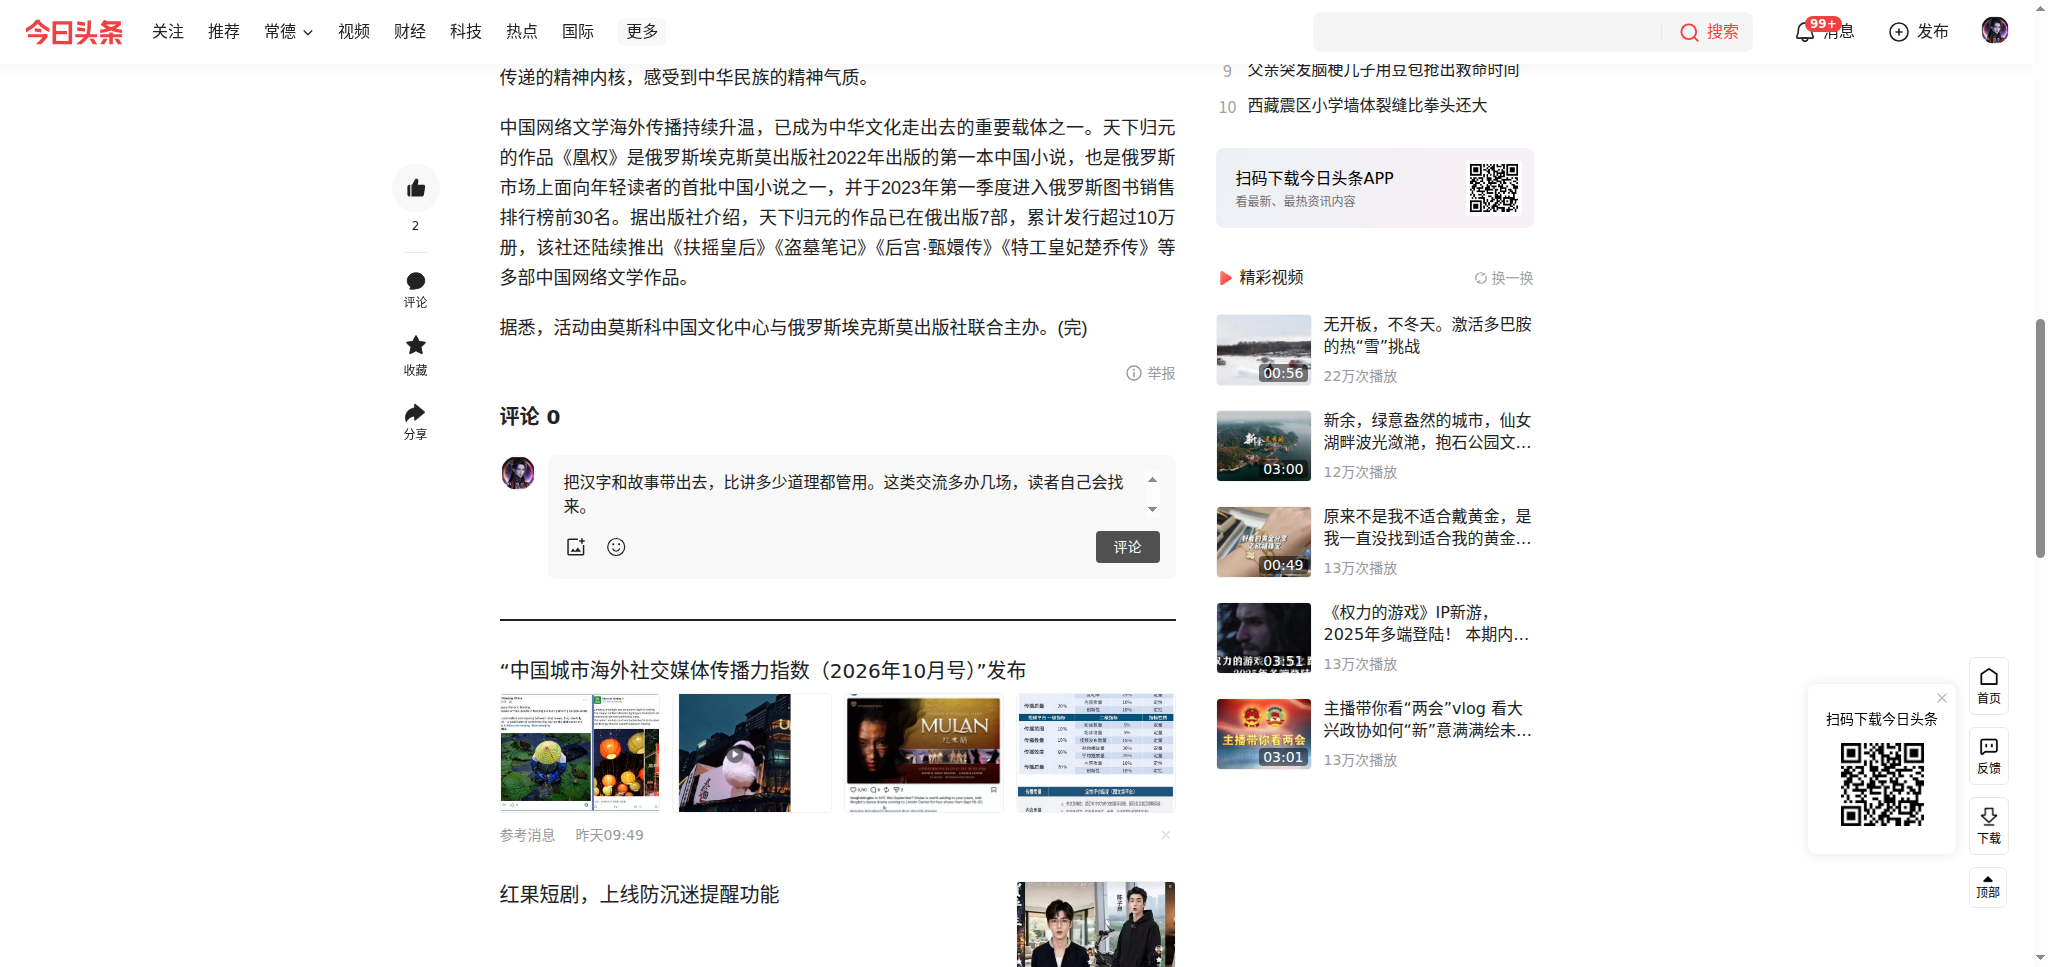 今日头条
关注 推荐 常德 视频 财经 科技 热点 国际 更多
搜索
99+
消息
发布
传递的精神内核，感受到中华民族的精神气质。
中国网络文学海外传播持续升温，已成为中华文化走出去的重要载体之一。天下归元
的作品《凰权》是俄罗斯埃克斯莫出版社2022年出版的第一本中国小说，也是俄罗斯
市场上面向年轻读者的首批中国小说之一，并于2023年第一季度进入俄罗斯图书销售
排行榜前30名。据出版社介绍，天下归元的作品已在俄出版7部，累计发行超过10万
册，该社还陆续推出《扶摇皇后》《盗墓笔记》《后宫·甄嬛传》《特工皇妃楚乔传》等
多部中国网络文学作品。
据悉，活动由莫斯科中国文化中心与俄罗斯埃克斯莫出版社联合主办。(完)
举报
2
评论
收藏
分享
评论 0
把汉字和故事带出去，比讲多少道理都管用。这类交流多办几场，读者自己会找
来。
评论
“中国城市海外社交媒体传播力指数（2026年10月号）”发布
MULAN
参考消息 昨天09:49
红果短剧，上线防沉迷提醒功能
9 父亲突发脑梗儿子用豆包抢出救命时间
10 西藏震区小学墙体裂缝比拳头还大
扫码下载今日头条APP
看最新、最热资讯内容
精彩视频
换一换
00:56
无开板，不冬天。激活多巴胺
的热“雪”挑战
22万次播放
03:00
新余，绿意盎然的城市，仙女
湖畔波光潋滟，抱石公园文...
12万次播放
00:49
原来不是我不适合戴黄金，是
我一直没找到适合我的黄金...
13万次播放
03:51
《权力的游戏》IP新游，
2025年多端登陆！ 本期内...
13万次播放
主播带你看两会
03:01
主播带你看“两会”vlog 看大
兴政协如何“新”意满满绘未...
13万次播放
扫码下载今日头条
首页
反馈
下载
顶部